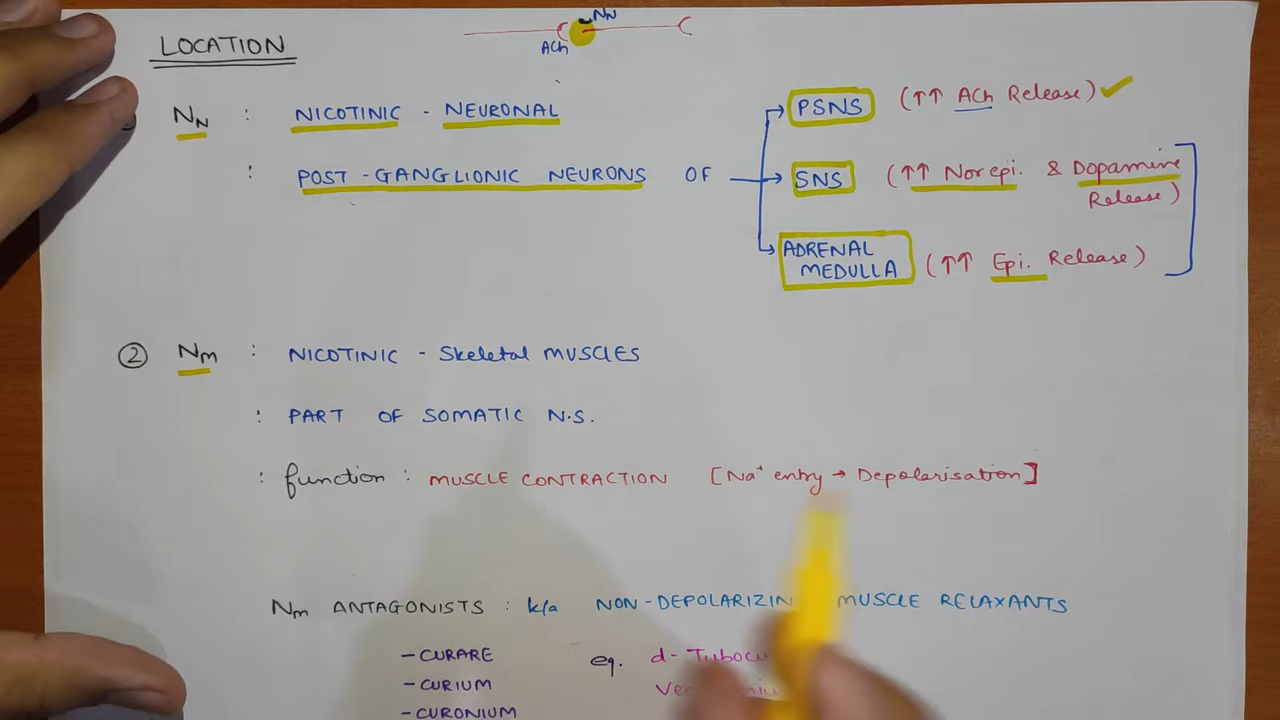 LOCATION
NN
ACh
NN : NICOTINIC - NEURONAL
: POST-GANGLIONIC NEURONS OF
PSNS (↑↑ ACh Release) ✓
SNS (↑↑ Norepi. & Dopamine Release)
ADRENAL MEDULLA (↑↑ Epi. Release)
② Nm : NICOTINIC - Skeletal MUSCLES
: PART OF SOMATIC N.S.
: function : MUSCLE CONTRACTION [Na⁺ entry → Depolarisation]
Nm ANTAGONISTS : k/a NON-DEPOLARIZIN MUSCLE RELAXANTS
- CURARE eg. d-Tuboc
- CURIUM
- CURONIUM